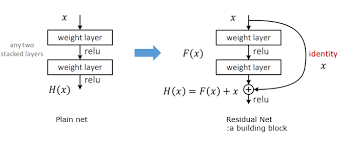 x
weight layer
any two
stacked layers
relu
weight layer
relu
H(x)
Plain net
x
weight layer
F(x)
relu
identity
x
weight layer
H(x) = F(x) + x
relu
Residual Net
:a building block